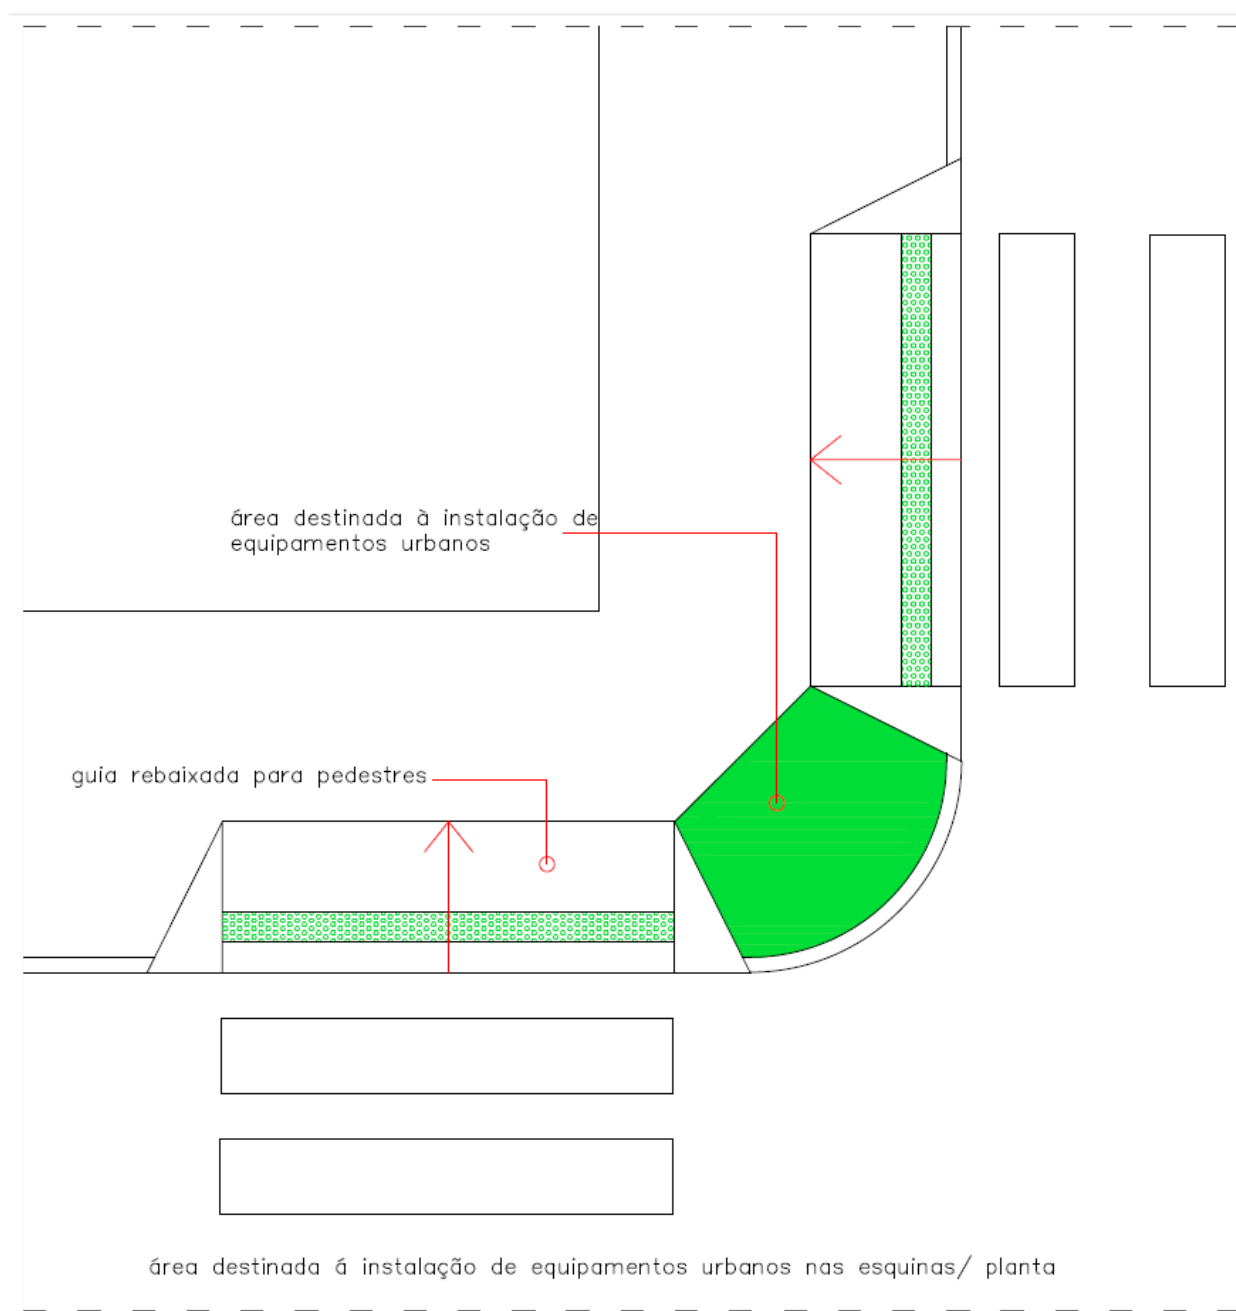 área destinada à instalação de
equipamentos urbanos
guia rebaixada para pedestres
área destinada á instalação de equipamentos urbanos nas esquinas/ planta